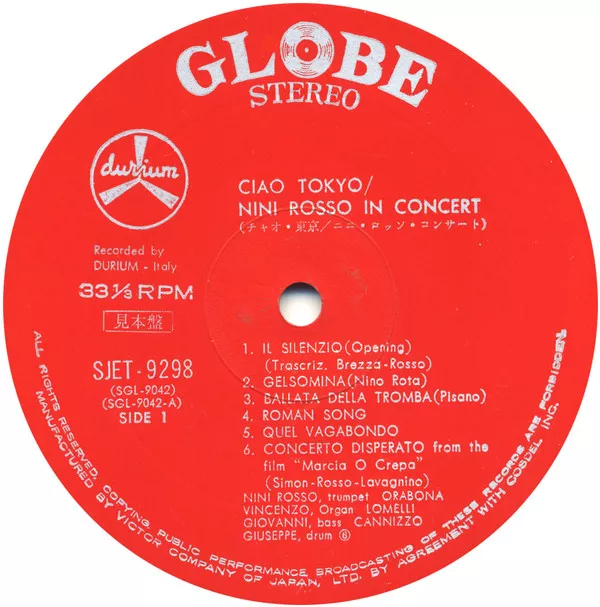 GLOBE
STEREO
durium
CIAO TOKYO/
NINI ROSSO IN CONCERT
(チャオ・東京/ニニ・ロッソ・コンサート)
Recorded by
DURIUM - Italy
33 1/3 RPM
見本盤
SJET-9298
(SGL-9042)
(SGL-9042-A)
SIDE 1
1. IL SILENZIO (Opening)
(Trascriz. Brezza-Rosso)
2. GELSOMINA (Nino Rota)
3. BALLATA DELLA TROMBA (Pisano)
4. ROMAN SONG
5. QUEL VAGABONDO
6. CONCERTO DISPERATO from the
film "Marcia O Crepa"
(Simon-Rosso-Lavagnino)
NINI ROSSO, trumpet ORABONA
VINCENZO, Organ LOMELLI
GIOVANNI, bass CANNIZZO
GIUSEPPE, drum ⑥
ALL RIGHTS RESERVED. COPYING, PUBLIC PERFORMANCE, BROADCASTING OF THESE RECORDS ARE FORBIDDEN.
MANUFACTURED BY VICTOR COMPANY OF JAPAN, LTD. BY AGREEMENT WITH COSDEL INC.